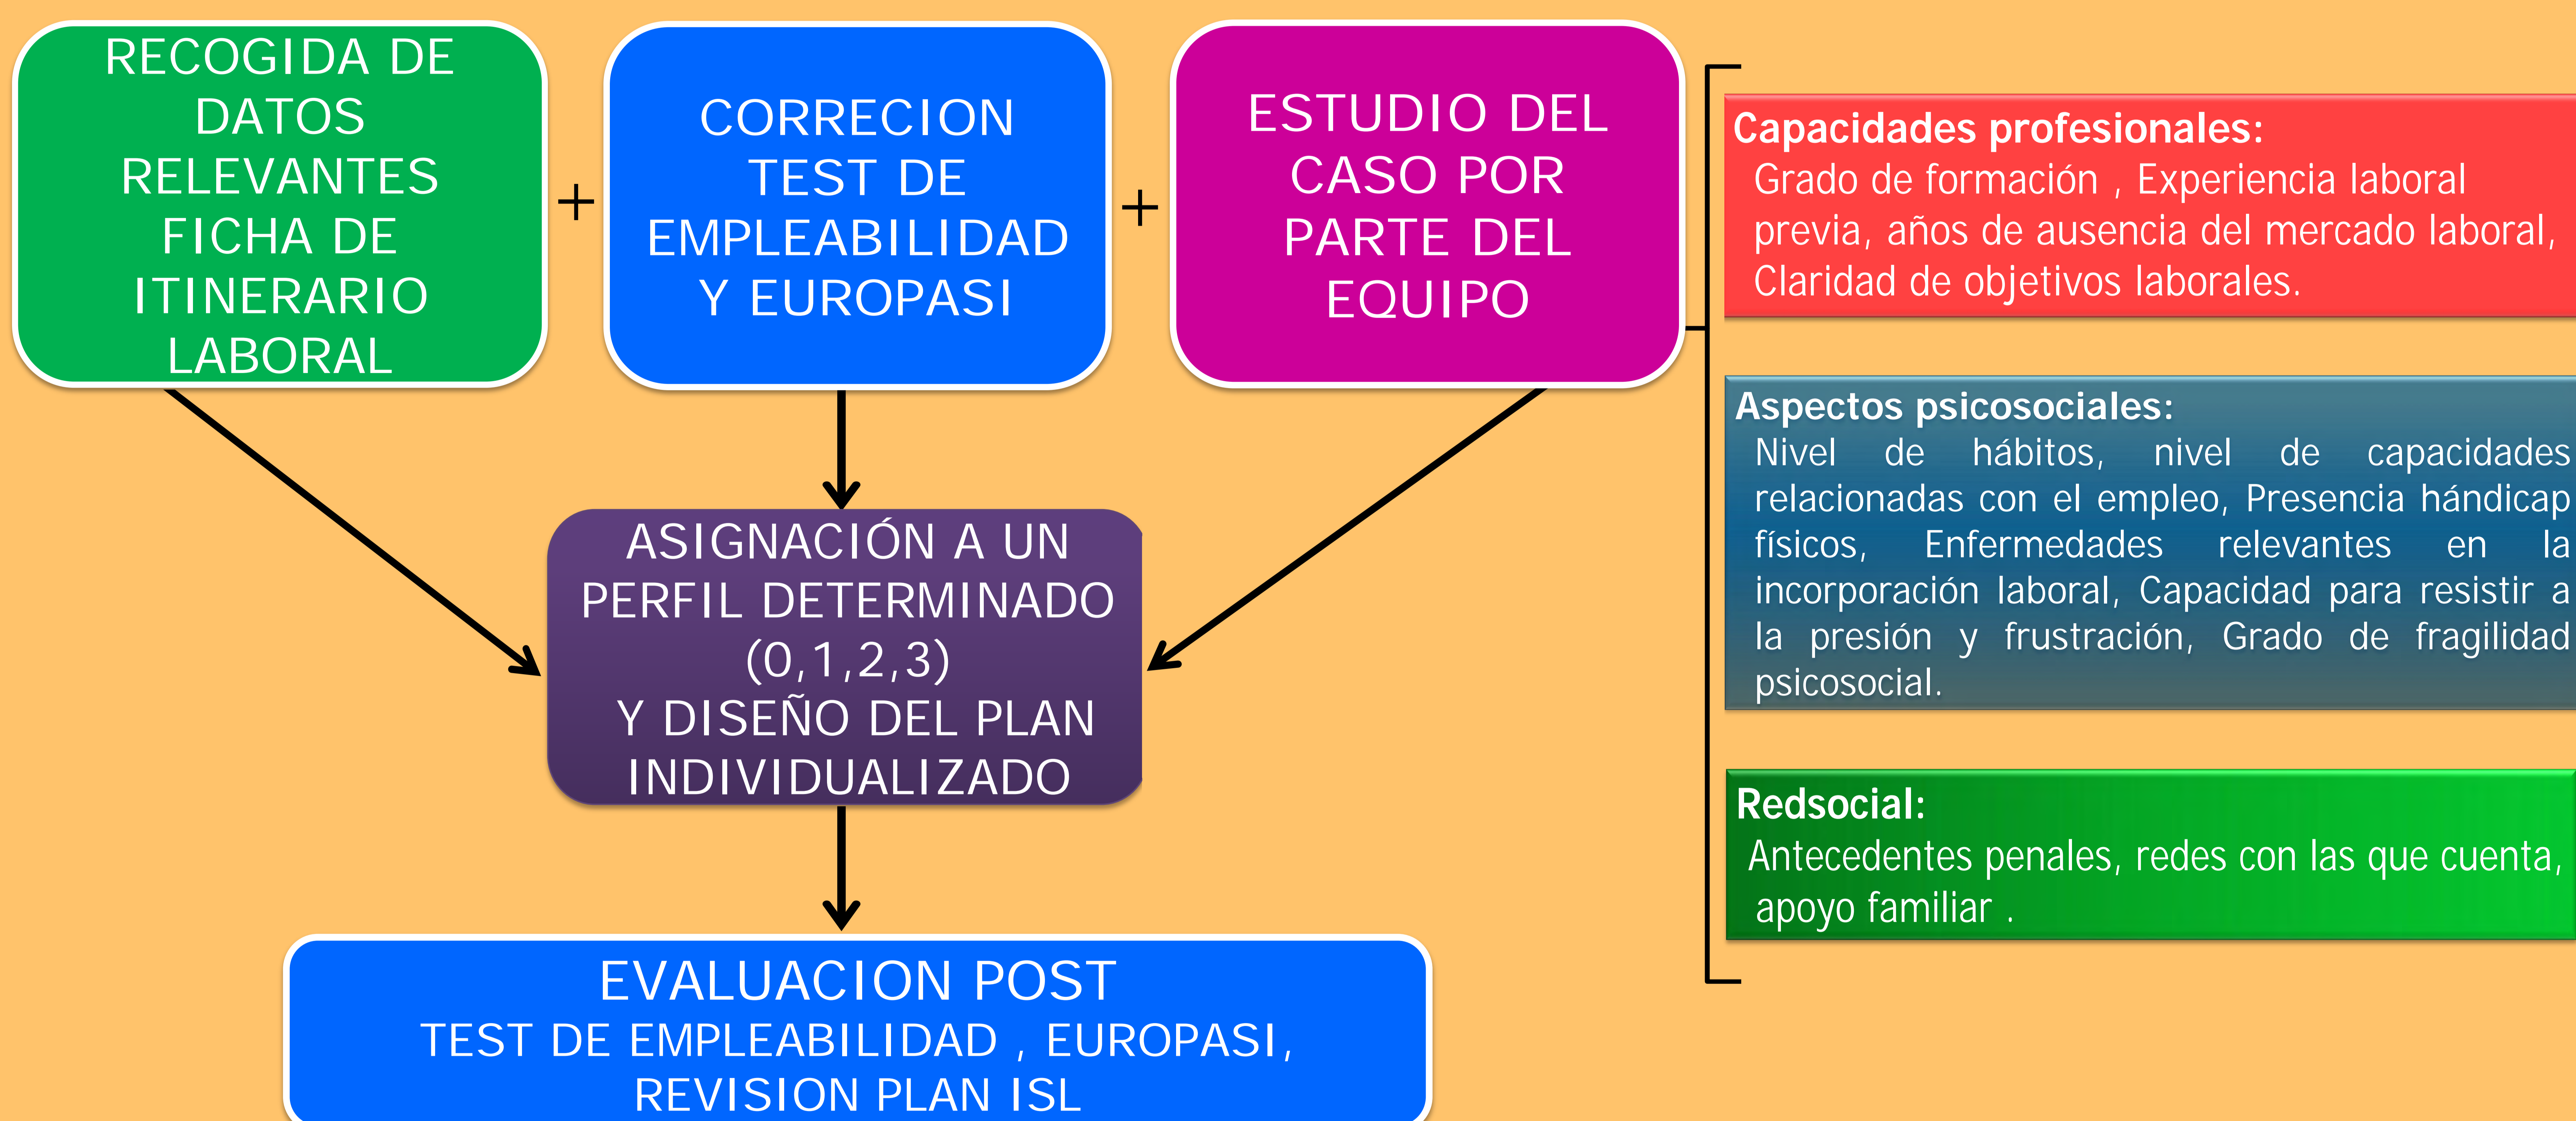 RECOGIDA DE
DATOS
RELEVANTES
FICHA DE
ITINERARIO
LABORAL
+
CORRECION
TEST DE
EMPLEABILIDAD
Y EUROPASI
+
ESTUDIO DEL
CASO POR
PARTE DEL
EQUIPO
Capacidades profesionales:
Grado de formación , Experiencia laboral
previa, años de ausencia del mercado laboral,
Claridad de objetivos laborales.
Aspectos psicosociales:
Nivel de hábitos, nivel de capacidades
relacionadas con el empleo, Presencia hándicap
físicos, Enfermedades relevantes en la
incorporación laboral, Capacidad para resistir a
la presión y frustración, Grado de fragilidad
psicosocial.
Redsocial:
Antecedentes penales, redes con las que cuenta,
apoyo familiar .
ASIGNACIÓN A UN
PERFIL DETERMINADO
(0,1,2,3)
Y DISEÑO DEL PLAN
INDIVIDUALIZADO
EVALUACION POST
TEST DE EMPLEABILIDAD , EUROPASI,
REVISION PLAN ISL